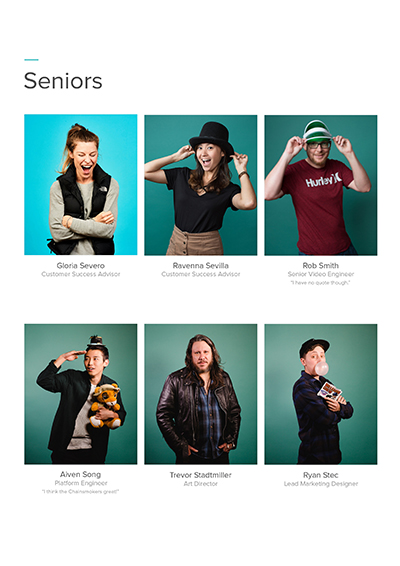 Seniors
Hurley
Gloria Severo
Customer Success Advisor
Ravenna Sevilla
Customer Success Advisor
Rob Smith
Senior Video Engineer
"I have no quote though."
Aiven Song
Platform Engineer
"I think the Chainsmokers great!"
Trevor Stadtmiller
Art Director
Ryan Stec
Lead Marketing Designer